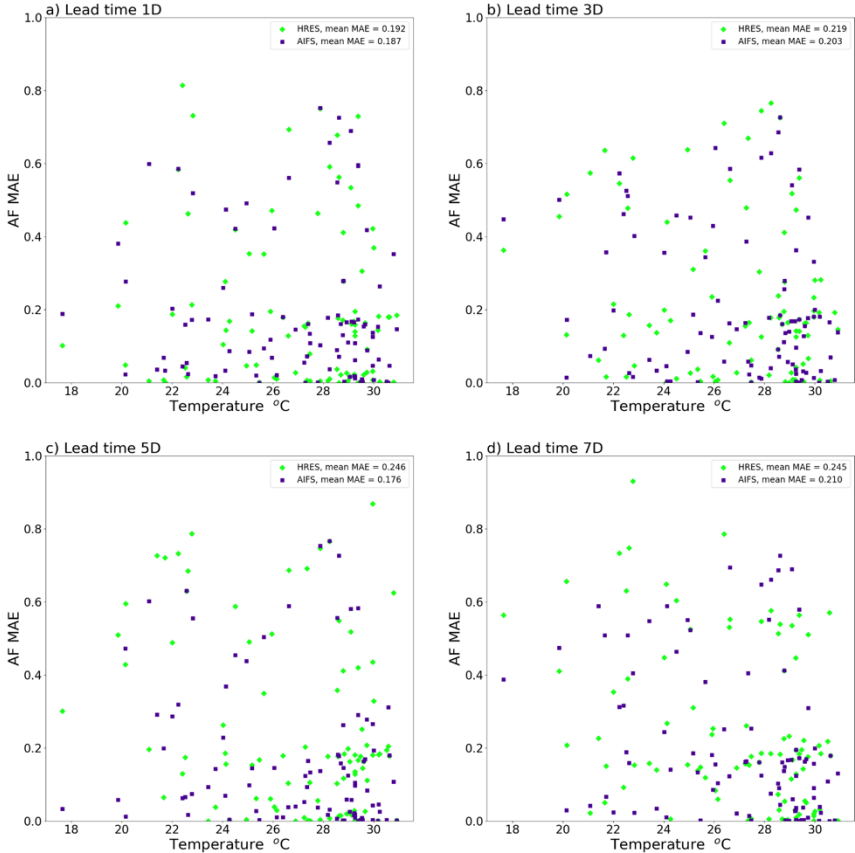 a) Lead time 1D
HRES, mean MAE = 0.192
AIFS, mean MAE = 0.187
1.0
0.8
0.6
0.4
0.2
0.0
AF MAE
18 20 22 24 26 28 30
Temperature °C
b) Lead time 3D
HRES, mean MAE = 0.219
AIFS, mean MAE = 0.203
1.0
0.8
0.6
0.4
0.2
0.0
AF MAE
18 20 22 24 26 28 30
Temperature °C
c) Lead time 5D
HRES, mean MAE = 0.246
AIFS, mean MAE = 0.176
1.0
0.8
0.6
0.4
0.2
0.0
AF MAE
18 20 22 24 26 28 30
Temperature °C
d) Lead time 7D
HRES, mean MAE = 0.245
AIFS, mean MAE = 0.210
1.0
0.8
0.6
0.4
0.2
0.0
AF MAE
18 20 22 24 26 28 30
Temperature °C